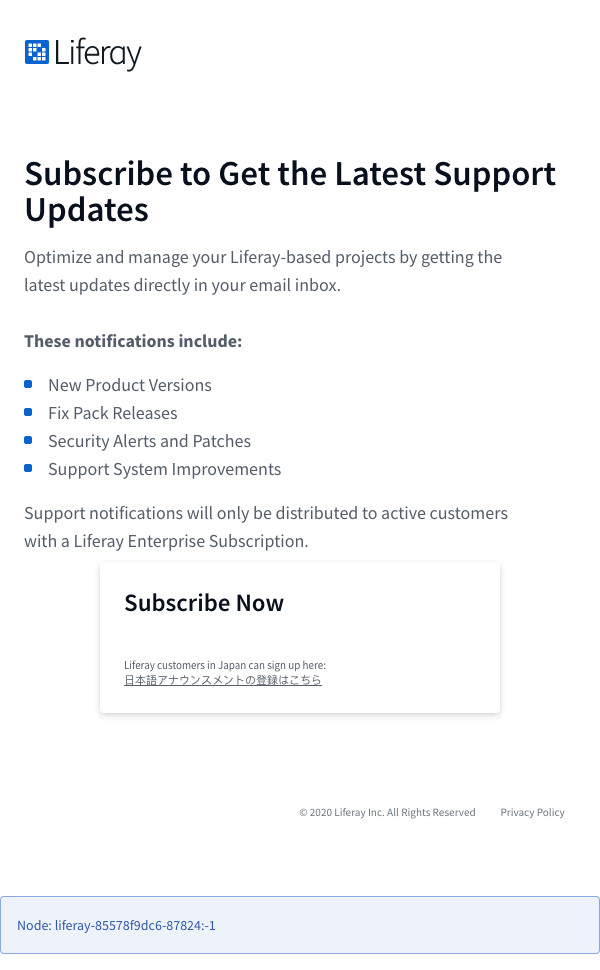 Liferay
Subscribe to Get the Latest Support
Updates
Optimize and manage your Liferay-based projects by getting the
latest updates directly in your email inbox.
These notifications include:
New Product Versions
Fix Pack Releases
Security Alerts and Patches
Support System Improvements
Support notifications will only be distributed to active customers
with a Liferay Enterprise Subscription.
Subscribe Now
Liferay customers in Japan can sign up here:
日本語アナウンスメントの登録はこちら
© 2020 Liferay Inc. All Rights Reserved Privacy Policy
Node: liferay-85578f9dc6-87824:-1